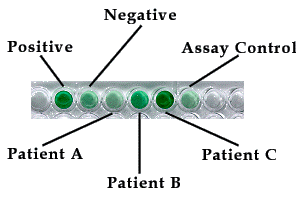 Negative
Positive
Assay Control
Patient A
Patient C
Patient B